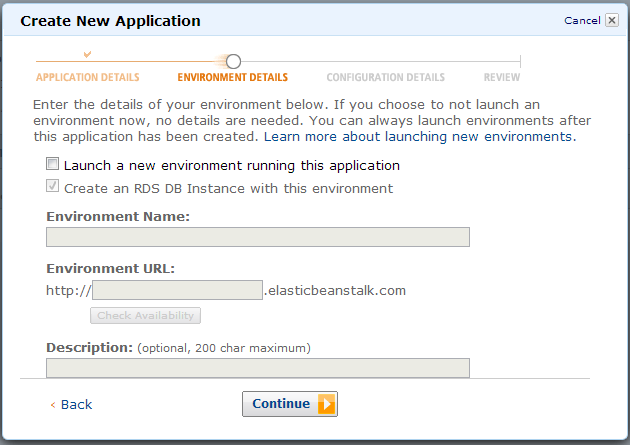 Create New Application
Cancel
APPLICATION DETAILS
ENVIRONMENT DETAILS
CONFIGURATION DETAILS
REVIEW
Enter the details of your environment below. If you choose to not launch an
environment now, no details are needed. You can always launch environments after
this application has been created. Learn more about launching new environments.
Launch a new environment running this application
Create an RDS DB Instance with this environment
Environment Name:
Environment URL:
http:// .elasticbeanstalk.com
Check Availability
Description: (optional, 200 char maximum)
‹ Back
Continue